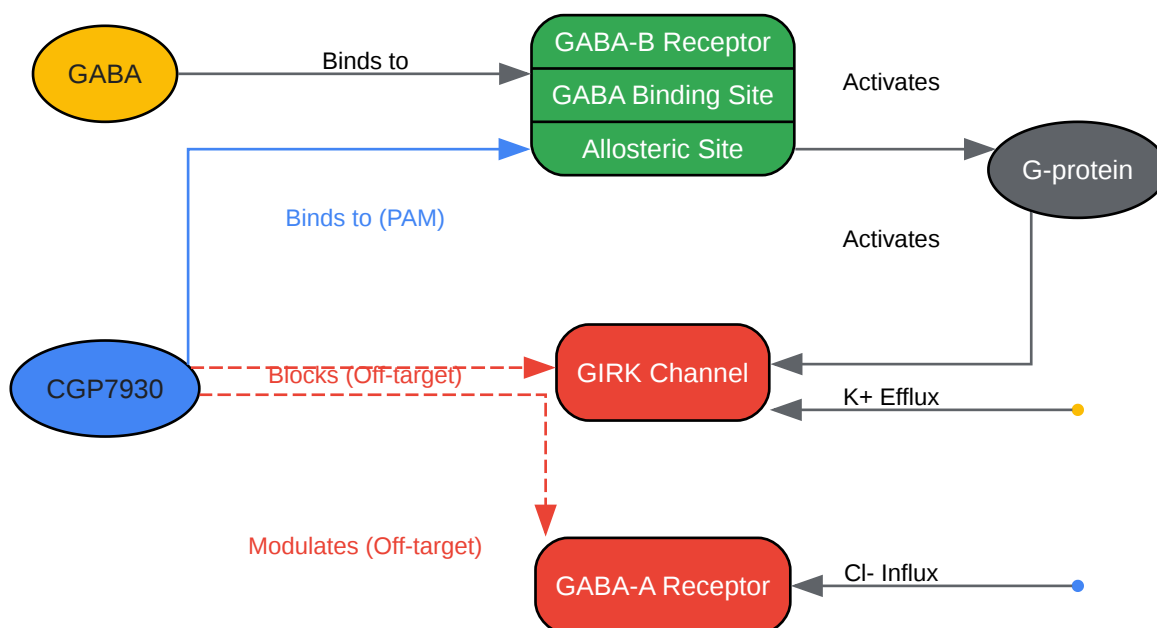 GABA
Binds to
GABA-B Receptor
GABA Binding Site
Allosteric Site
Activates
G-protein
Binds to (PAM)
Activates
CGP7930
Blocks (Off-target)
GIRK Channel
K+ Efflux
Modulates (Off-target)
GABA-A Receptor
Cl- Influx